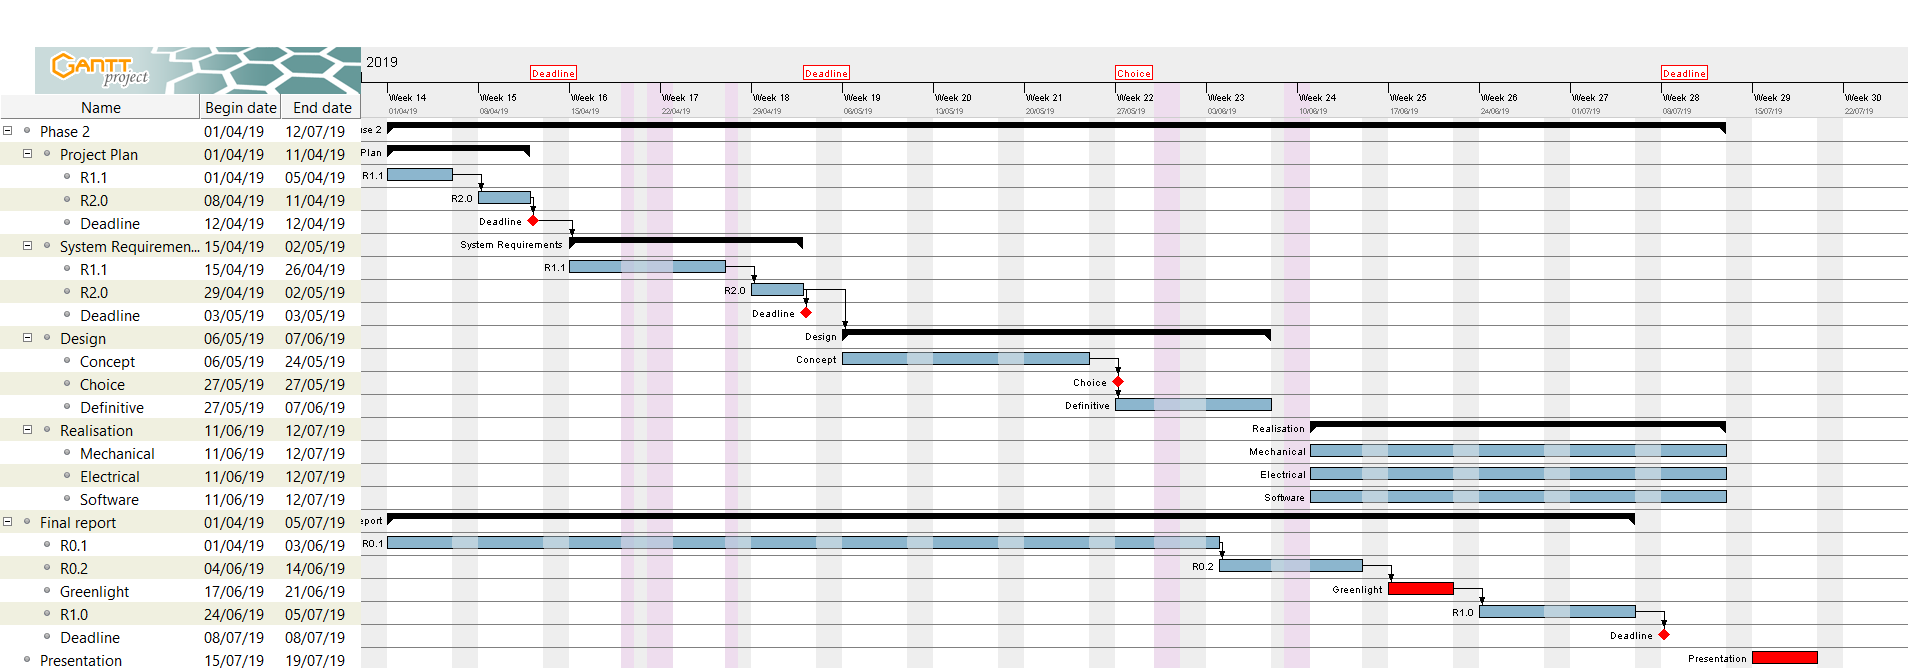 GANTT
project
2019
Deadline
Deadline
Choice
Deadline
Name Begin date End date
Week 14 Week 15 Week 16 Week 17 Week 18 Week 19 Week 20 Week 21 Week 22 Week 23 Week 24 Week 25 Week 26 Week 27 Week 28 Week 29 Week 30
01/04/19 08/04/19 15/04/19 22/04/19 29/04/19 06/05/19 13/05/19 20/05/19 27/05/19 03/06/19 10/06/19 17/06/19 24/06/19 01/07/19 08/07/19 15/07/19 22/07/19
Phase 2 01/04/19 12/07/19 se 2
Project Plan 01/04/19 11/04/19 Plan
R1.1 01/04/19 05/04/19 R1.1
R2.0 08/04/19 11/04/19 R2.0
Deadline 12/04/19 12/04/19 Deadline
System Requiremen... 15/04/19 02/05/19 System Requirements
R1.1 15/04/19 26/04/19 R1.1
R2.0 29/04/19 02/05/19 R2.0
Deadline 03/05/19 03/05/19 Deadline
Design 06/05/19 07/06/19 Design
Concept 06/05/19 24/05/19 Concept
Choice 27/05/19 27/05/19 Choice
Definitive 27/05/19 07/06/19 Definitive
Realisation 11/06/19 12/07/19 Realisation
Mechanical 11/06/19 12/07/19 Mechanical
Electrical 11/06/19 12/07/19 Electrical
Software 11/06/19 12/07/19 Software
Final report 01/04/19 05/07/19 eport
R0.1 01/04/19 03/06/19 R0.1
R0.2 04/06/19 14/06/19 R0.2
Greenlight 17/06/19 21/06/19 Greenlight
R1.0 24/06/19 05/07/19 R1.0
Deadline 08/07/19 08/07/19 Deadline
Presentation 15/07/19 19/07/19 Presentation